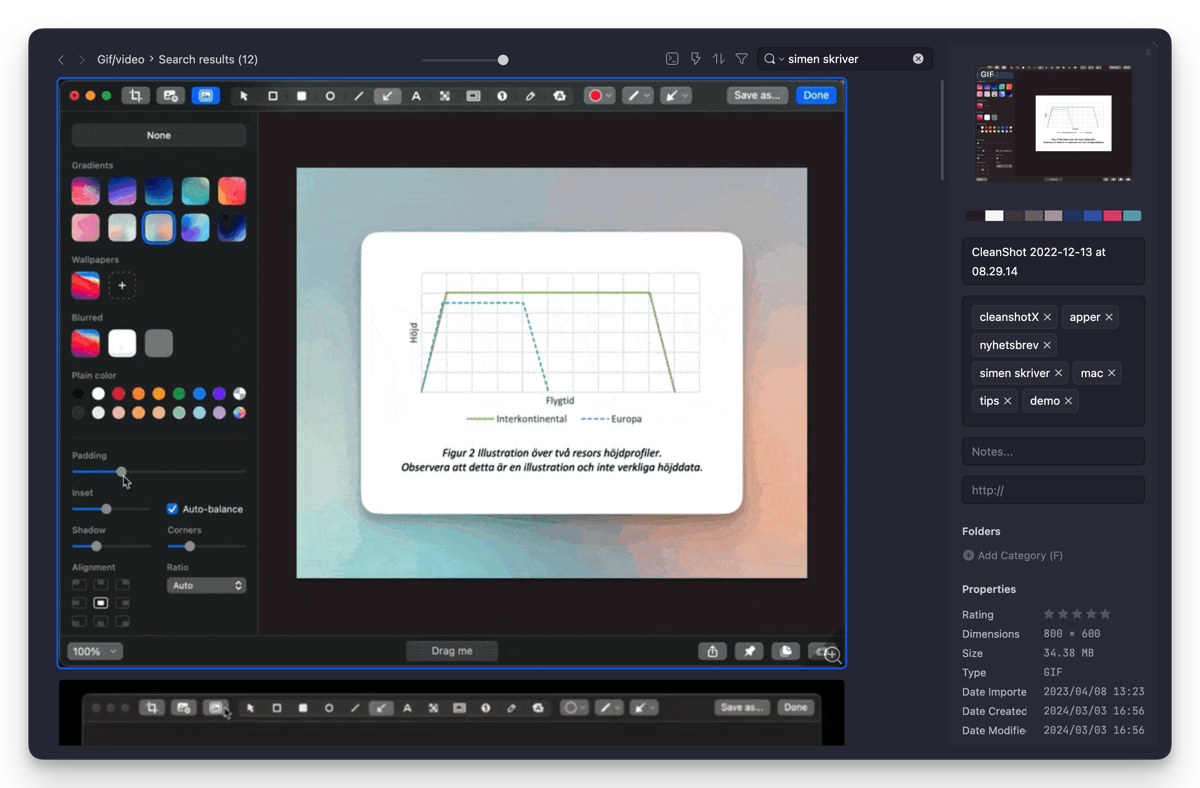 Gif/video > Search results (12)
simen skriver
Save as...
Done
None
Gradients
Wallpapers
+
Blurred
Plain color
Padding
Inset
Auto-balance
Shadow
Corners
Alignment
Ratio
Auto
Höjd
Flygtid
Interkontinental
Europa
Figur 2 Illustration över två resors höjdprofiler.
Observera att detta är en illustration och inte verkliga höjddata.
100%
Drag me
Save as...
Done
GIF
CleanShot 2022-12-13 at
08.29.14
cleanshotX ×
apper ×
nyhetsbrev ×
simen skriver ×
mac ×
tips ×
demo ×
Notes...
http://
Folders
Add Category (F)
Properties
Rating
Dimensions 800 × 600
Size 34.38 MB
Type GIF
Date Importe 2023/04/08 13:23
Date Created 2024/03/03 16:56
Date Modifie 2024/03/03 16:56